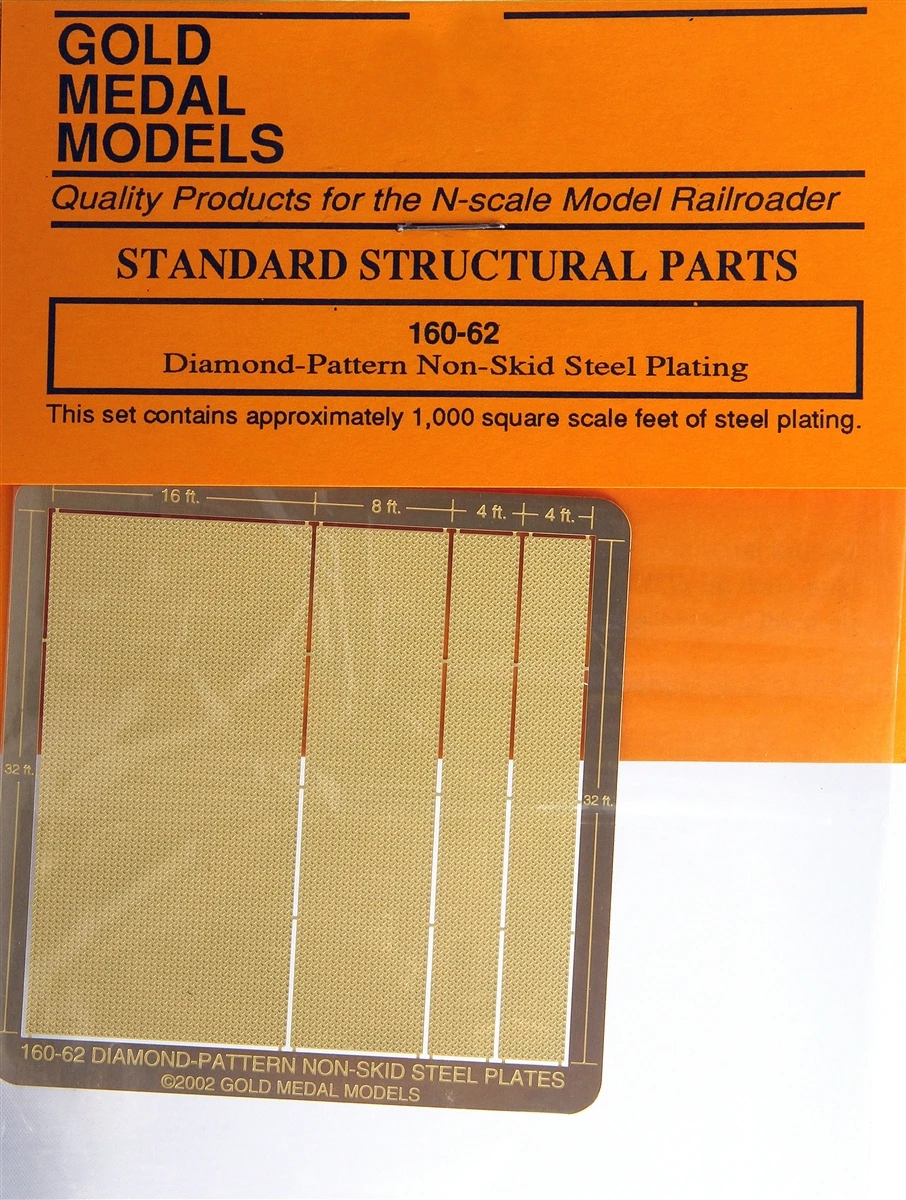 GOLD
MEDAL
MODELS
Quality Products for the N-scale Model Railroader
STANDARD STRUCTURAL PARTS
160-62
Diamond-Pattern Non-Skid Steel Plating
This set contains approximately 1,000 square scale feet of steel plating.
16 ft. 8 ft. 4 ft. 4 ft.
32 ft. 32 ft.
160-62 DIAMOND-PATTERN NON-SKID STEEL PLATES
©2002 GOLD MEDAL MODELS